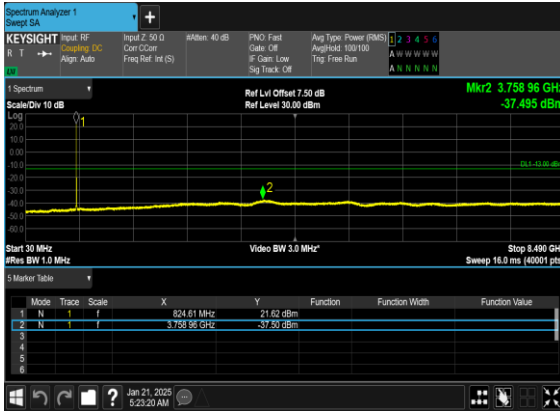 Spectrum Analyzer 1
Swept SA
KEYSIGHT
R T
Input: RF
Coupling: DC
Align: Auto
Input Z: 50 Ω
Corr CCorr
Freq Ref: Int (S)
#Atten: 40 dB
PNO: Fast
Gate: Off
IF Gain: Low
Sig Track: Off
Avg Type: Power (RMS)
Avg|Hold: 100/100
Trig: Free Run
1 2 3 4 5 6
A W W W W W
A N N N N N
1 Spectrum
Scale/Div 10 dB
Log
Ref Lvl Offset 7.50 dB
Ref Level 30.00 dBm
Mkr2 3.758 96 GHz
-37.495 dBm
20.0
10.0
0.00
-10.0
-20.0
-30.0
-40.0
-50.0
-60.0
1
2
DL1 -13.00 dBm
Start 30 MHz
#Res BW 1.0 MHz
Video BW 3.0 MHz*
Stop 8.490 GHz
Sweep 16.0 ms (40001 pts)
5 Marker Table
Mode Trace Scale X Y Function Function Width Function Value
1 N 1 f 824.61 MHz 21.62 dBm
2 N 1 f 3.758 96 GHz -37.50 dBm
3
4
5
6
?
Jan 21, 2025
5:23:20 AM